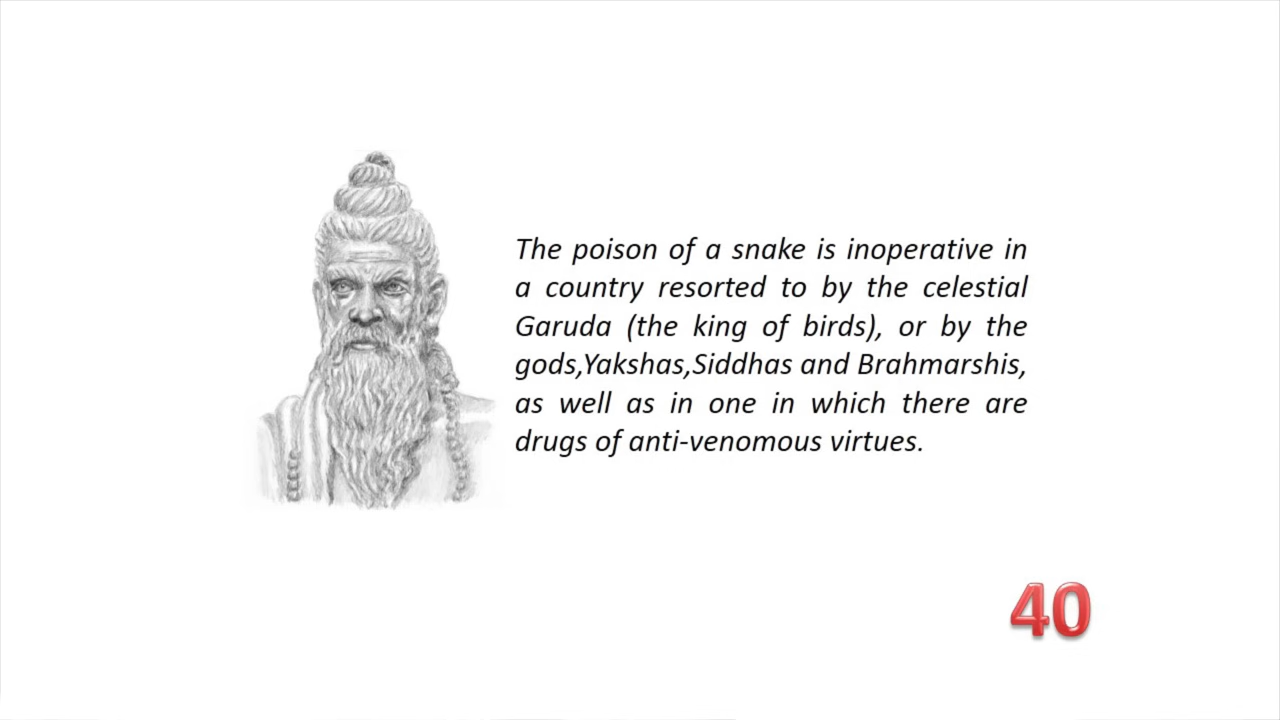 The poison of a snake is inoperative in
a country resorted to by the celestial
Garuda (the king of birds), or by the
gods,Yakshas,Siddhas and Brahmarshis,
as well as in one in which there are
drugs of anti-venomous virtues.
40